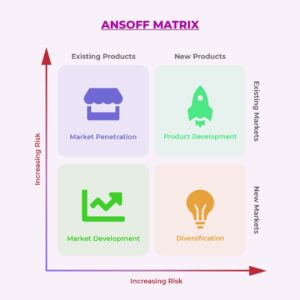 ANSOFF MATRIX
Existing Products
New Products
Increasing Risk
Market Penetration
Product Development
Existing Markets
Market Development
Diversification
New Markets
Increasing Risk